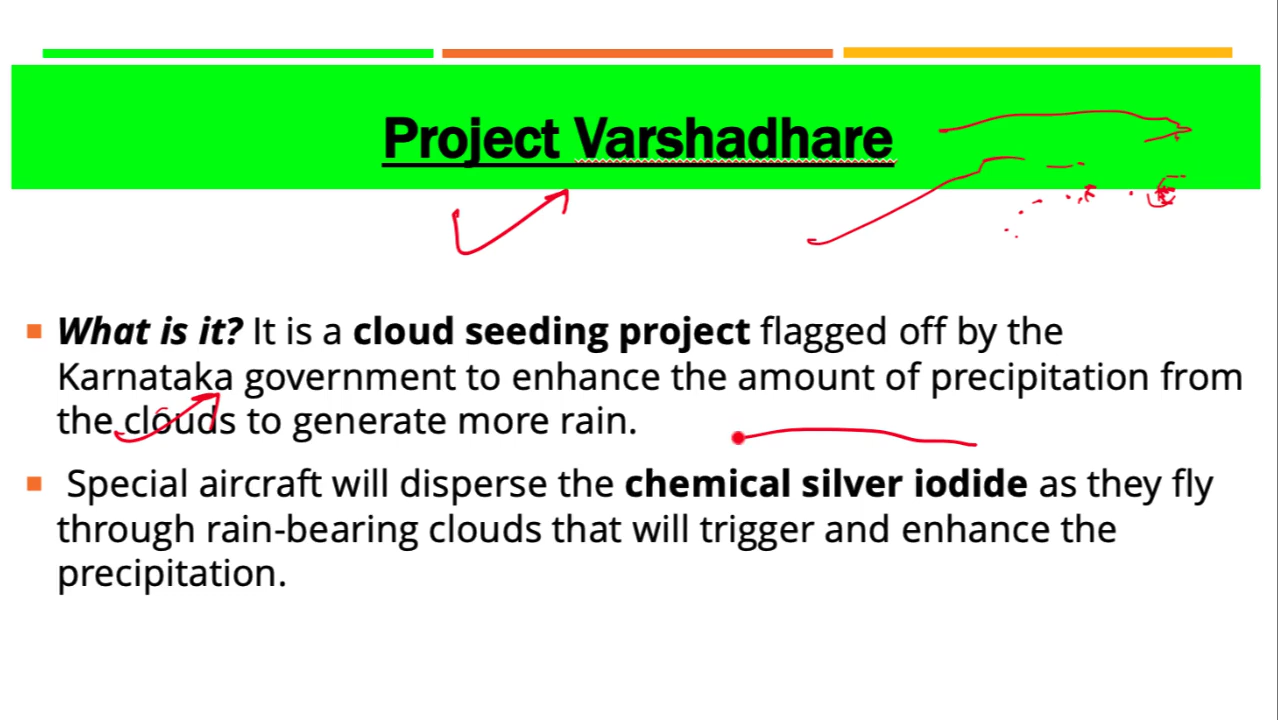 Project Varshadhare
What is it? It is a cloud seeding project flagged off by the
Karnataka government to enhance the amount of precipitation from
the clouds to generate more rain.
Special aircraft will disperse the chemical silver iodide as they fly
through rain-bearing clouds that will trigger and enhance the
precipitation.